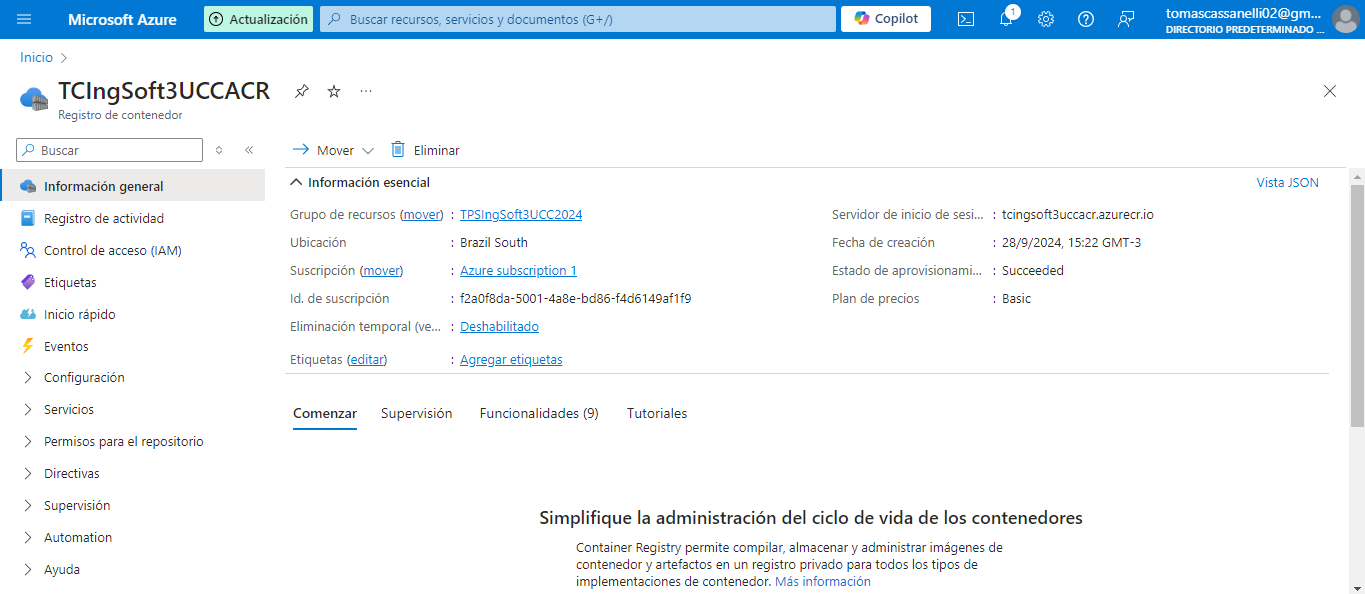 Microsoft Azure
Actualización
Buscar recursos, servicios y documentos (G+/)
Copilot
1
tomascassanelli02@gm...
DIRECTORIO PREDETERMINADO ...
Inicio
TCIngSoft3UCCACR
Registro de contenedor
Buscar
Mover
Eliminar
Información general
Registro de actividad
Control de acceso (IAM)
Etiquetas
Inicio rápido
Eventos
Configuración
Servicios
Permisos para el repositorio
Directivas
Supervisión
Automation
Ayuda
Información esencial
Vista JSON
Grupo de recursos (mover) : TPSIngSoft3UCC2024
Ubicación : Brazil South
Suscripción (mover) : Azure subscription 1
Id. de suscripción : f2a0f8da-5001-4a8e-bd86-f4d6149af1f9
Eliminación temporal (ve... : Deshabilitado
Etiquetas (editar) : Agregar etiquetas
Servidor de inicio de sesi... : tcingsoft3uccacr.azurecr.io
Fecha de creación : 28/9/2024, 15:22 GMT-3
Estado de aprovisionami... : Succeeded
Plan de precios : Basic
Comenzar
Supervisión
Funcionalidades (9)
Tutoriales
Simplifique la administración del ciclo de vida de los contenedores
Container Registry permite compilar, almacenar y administrar imágenes de
contenedor y artefactos en un registro privado para todos los tipos de
implementaciones de contenedor. Más información